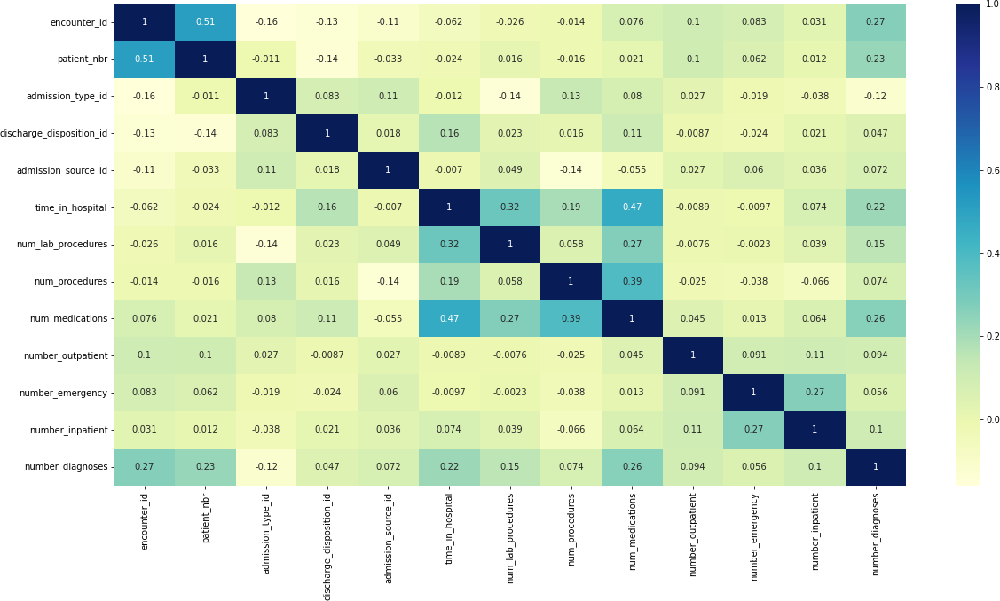 encounter_id 1 0.51 -0.16 -0.13 -0.11 -0.062 -0.026 -0.014 0.076 0.1 0.083 0.031 0.27
patient_nbr 0.51 1 -0.011 -0.14 -0.033 -0.024 0.016 -0.016 0.021 0.1 0.062 0.012 0.23
admission_type_id -0.16 -0.011 1 0.083 0.11 -0.012 -0.14 0.13 0.08 0.027 -0.019 -0.038 -0.12
discharge_disposition_id -0.13 -0.14 0.083 1 0.018 0.16 0.023 0.016 0.11 -0.0087 -0.024 0.021 0.047
admission_source_id -0.11 -0.033 0.11 0.018 1 -0.007 0.049 -0.14 -0.055 0.027 0.06 0.036 0.072
time_in_hospital -0.062 -0.024 -0.012 0.16 -0.007 1 0.32 0.19 0.47 -0.0089 -0.0097 0.074 0.22
num_lab_procedures -0.026 0.016 -0.14 0.023 0.049 0.32 1 0.058 0.27 -0.0076 -0.0023 0.039 0.15
num_procedures -0.014 -0.016 0.13 0.016 -0.14 0.19 0.058 1 0.39 -0.025 -0.038 -0.066 0.074
num_medications 0.076 0.021 0.08 0.11 -0.055 0.47 0.27 0.39 1 0.045 0.013 0.064 0.26
number_outpatient 0.1 0.1 0.027 -0.0087 0.027 -0.0089 -0.0076 -0.025 0.045 1 0.091 0.11 0.094
number_emergency 0.083 0.062 -0.019 -0.024 0.06 -0.0097 -0.0023 -0.038 0.013 0.091 1 0.27 0.056
number_inpatient 0.031 0.012 -0.038 0.021 0.036 0.074 0.039 -0.066 0.064 0.11 0.27 1 0.1
number_diagnoses 0.27 0.23 -0.12 0.047 0.072 0.22 0.15 0.074 0.26 0.094 0.056 0.1 1
encounter_id
patient_nbr
admission_type_id
discharge_disposition_id
admission_source_id
time_in_hospital
num_lab_procedures
num_procedures
num_medications
number_outpatient
number_emergency
number_inpatient
number_diagnoses
1.0
0.8
0.6
0.4
0.2
0.0